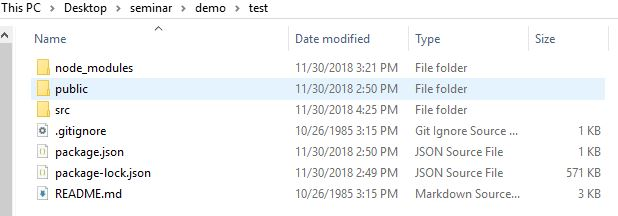 This PC > Desktop > seminar > demo > test
Name Date modified Type Size
node_modules 11/30/2018 3:21 PM File folder
public 11/30/2018 2:50 PM File folder
src 11/30/2018 4:25 PM File folder
.gitignore 10/26/1985 3:15 PM Git Ignore Source ... 1 KB
package.json 11/30/2018 2:50 PM JSON Source File 1 KB
package-lock.json 11/30/2018 2:49 PM JSON Source File 571 KB
README.md 10/26/1985 3:15 PM Markdown Source... 3 KB